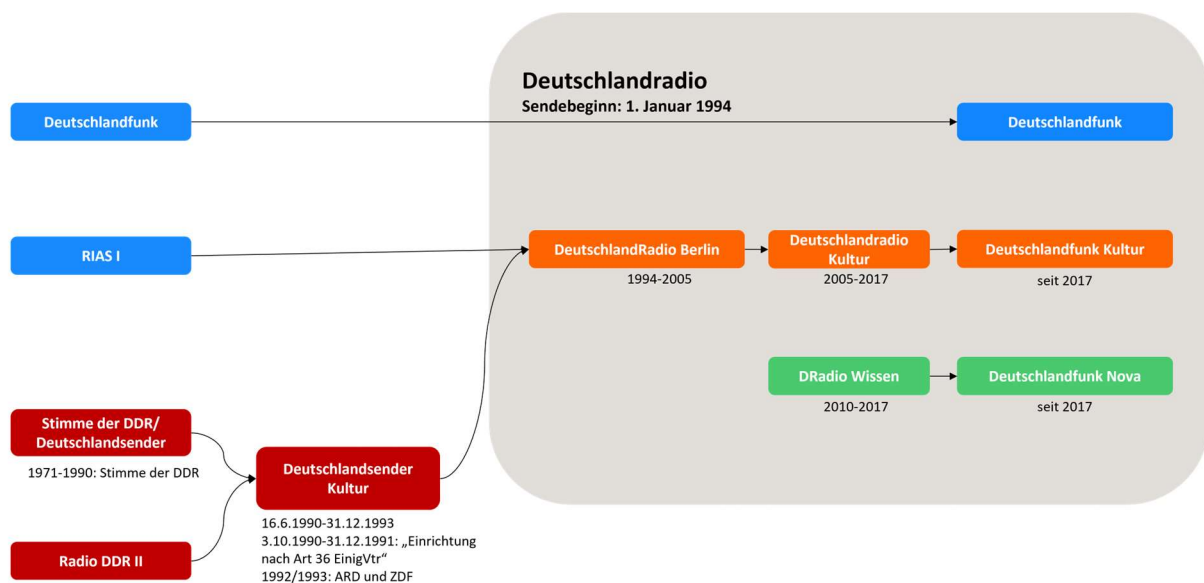 Deutschlandradio
Sendebeginn: 1. Januar 1994
Deutschlandfunk
Deutschlandfunk
RIAS I
DeutschlandRadio Berlin
1994-2005
Deutschlandradio
Kultur
2005-2017
Deutschlandfunk Kultur
seit 2017
DRadio Wissen
2010-2017
Deutschlandfunk Nova
seit 2017
Stimme der DDR/
Deutschlandsender
1971-1990: Stimme der DDR
Deutschlandsender
Kultur
16.6.1990-31.12.1993
3.10.1990-31.12.1991: „Einrichtung
nach Art 36 EinigVtr“
1992/1993: ARD und ZDF
Radio DDR II